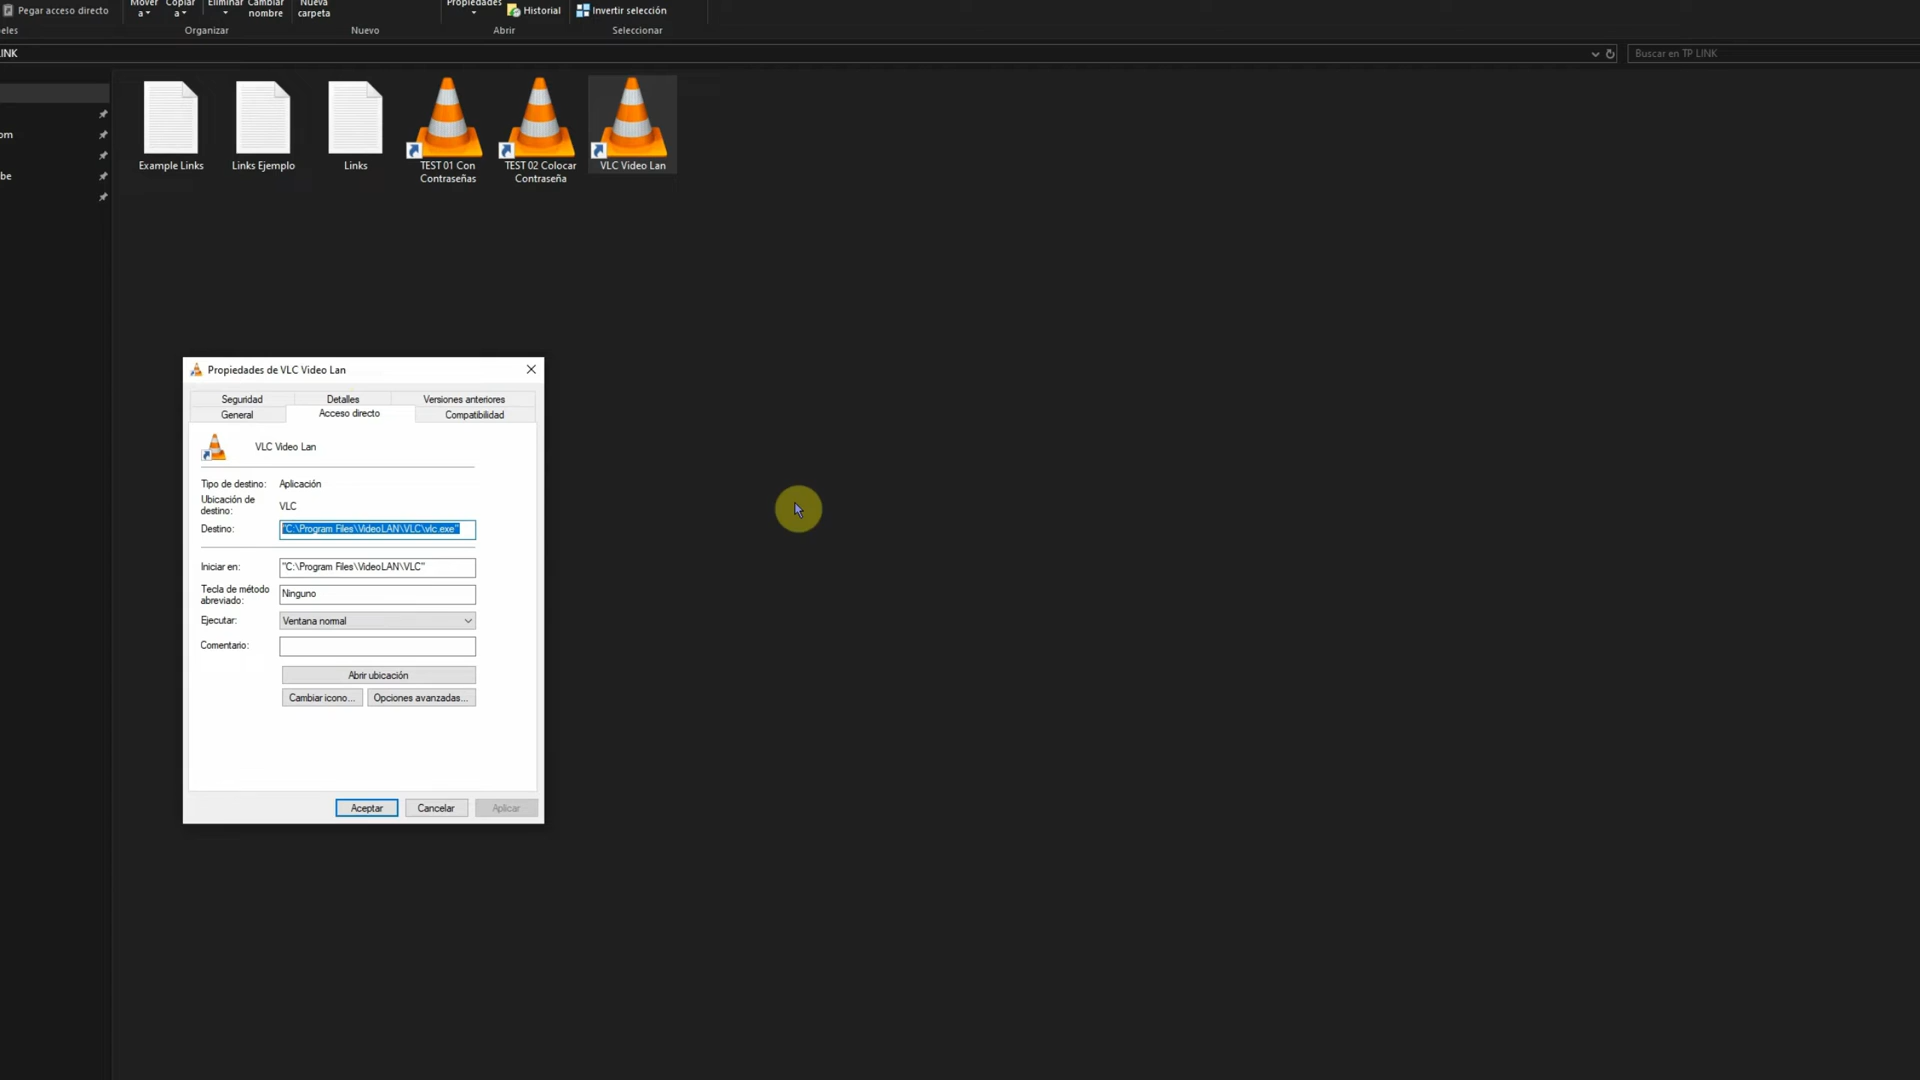 Pegar acceso directo
Mover a
Copiar a
Eliminar
Cambiar nombre
Nueva carpeta
Propiedades
Historial
Invertir selección
eles
Organizar
Nuevo
Abrir
Seleccionar
INK
Buscar en TP LINK
om
be
Example Links
Links Ejemplo
Links
TEST 01 Con
Contraseñas
TEST 02 Colocar
Contraseña
VLC Video Lan
Propiedades de VLC Video Lan
Seguridad
Detalles
Versiones anteriores
General
Acceso directo
Compatibilidad
VLC Video Lan
Tipo de destino: Aplicación
Ubicación de
destino: VLC
Destino: "C:\Program Files\VideoLAN\VLC\vlc.exe"
Iniciar en: "C:\Program Files\VideoLAN\VLC"
Tecla de método
abreviado: Ninguno
Ejecutar: Ventana normal
Comentario:
Abrir ubicación
Cambiar icono...
Opciones avanzadas...
Aceptar
Cancelar
Aplicar